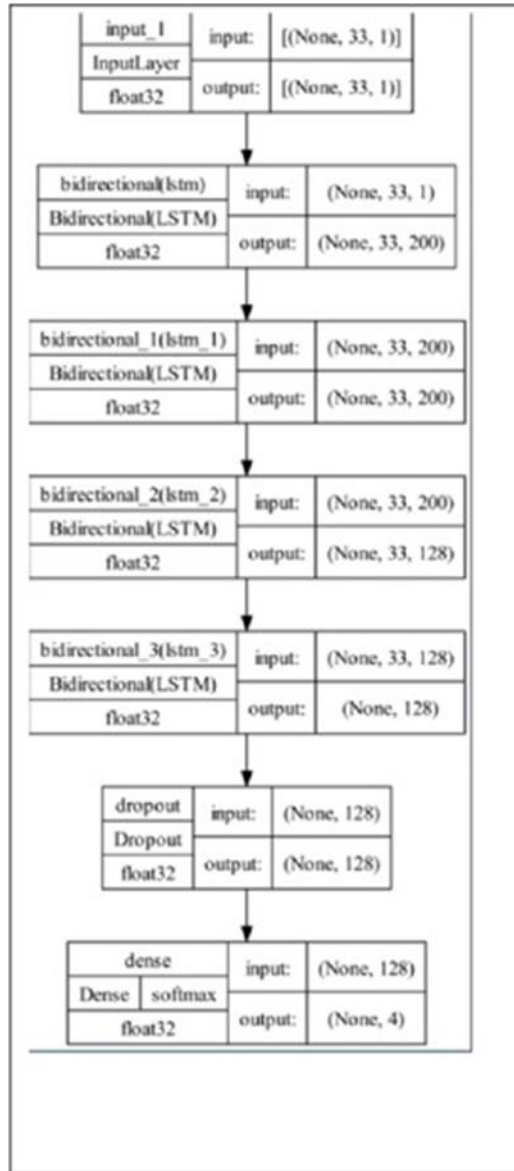 input_1
InputLayer
float32
input:
[(None, 33, 1)]
output:
[(None, 33, 1)]
bidirectional(lstm)
Bidirectional(LSTM)
float32
input:
(None, 33, 1)
output:
(None, 33, 200)
bidirectional_1(lstm_1)
Bidirectional(LSTM)
float32
input:
(None, 33, 200)
output:
(None, 33, 200)
bidirectional_2(lstm_2)
Bidirectional(LSTM)
float32
input:
(None, 33, 200)
output:
(None, 33, 128)
bidirectional_3(lstm_3)
Bidirectional(LSTM)
float32
input:
(None, 33, 128)
output:
(None, 128)
dropout
Dropout
float32
input:
(None, 128)
output:
(None, 128)
dense
Dense softmax
float32
input:
(None, 128)
output:
(None, 4)